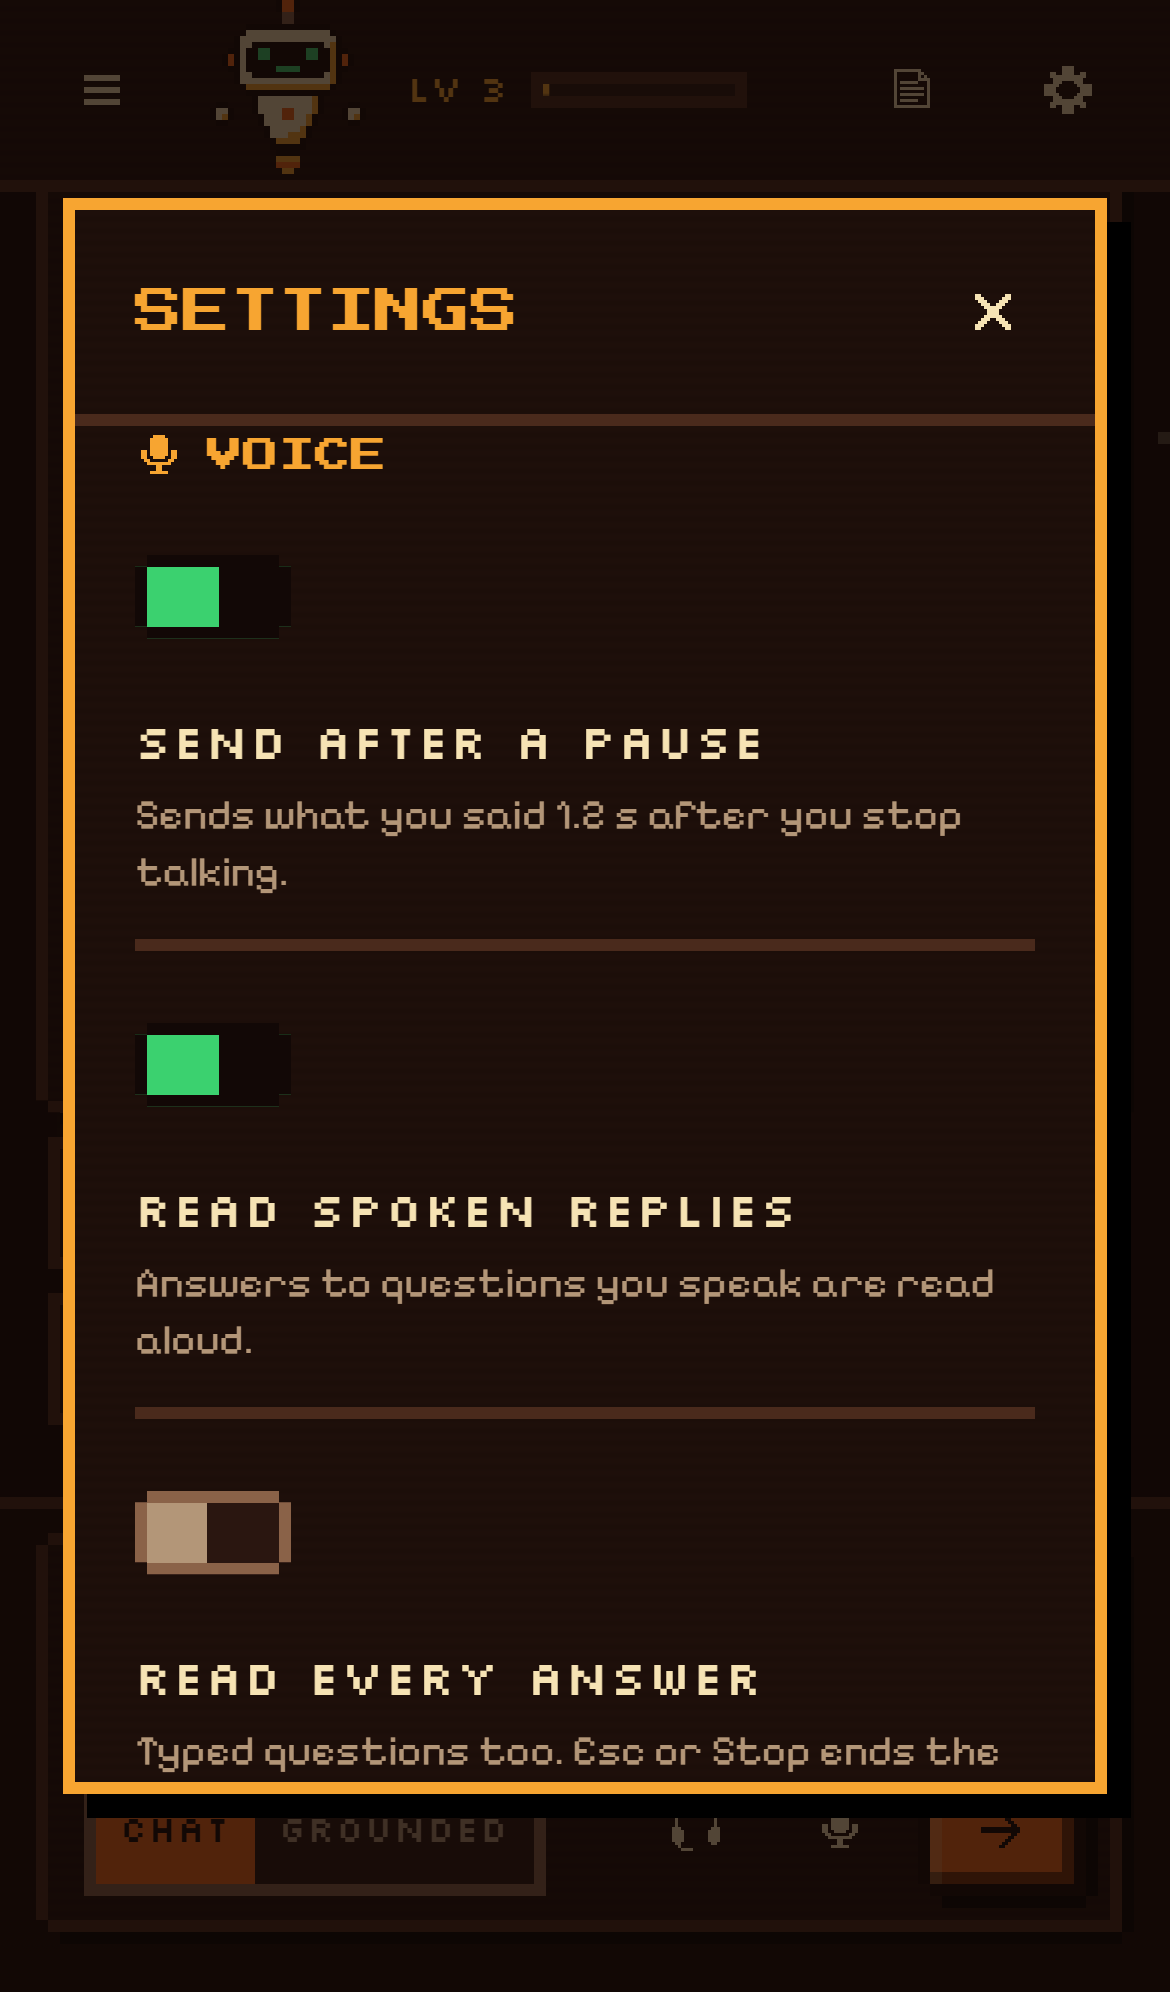 LV 3
SETTINGS
VOICE
SEND AFTER A PAUSE
Sends what you said 1.2 s after you stop
talking.
READ SPOKEN REPLIES
Answers to questions you speak are read
aloud.
READ EVERY ANSWER
Typed questions too. Esc or Stop ends the
CHAT GROUNDED